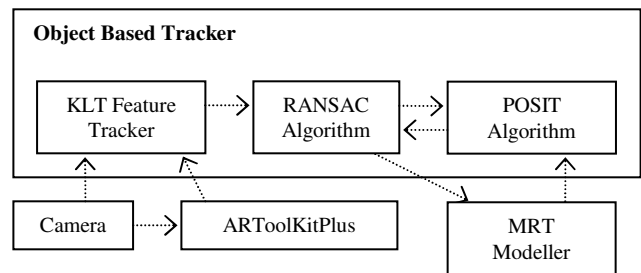 Object Based Tracker
KLT Feature
Tracker
RANSAC
Algorithm
POSIT
Algorithm
Camera
ARToolKitPlus
MRT
Modeller